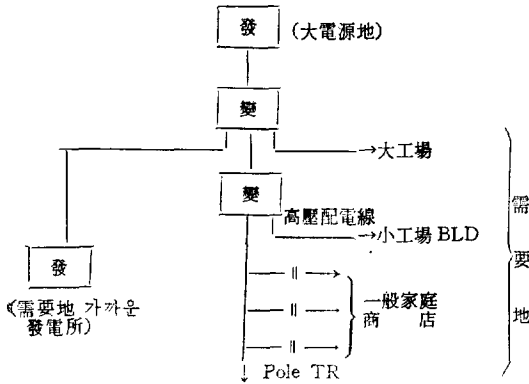 發 (大電源地)
變
→大工場
變
高壓配電線
→小工場 BLD
發
(需要地 가까운
發電所)
一般家庭
商 店
Pole TR
需要地